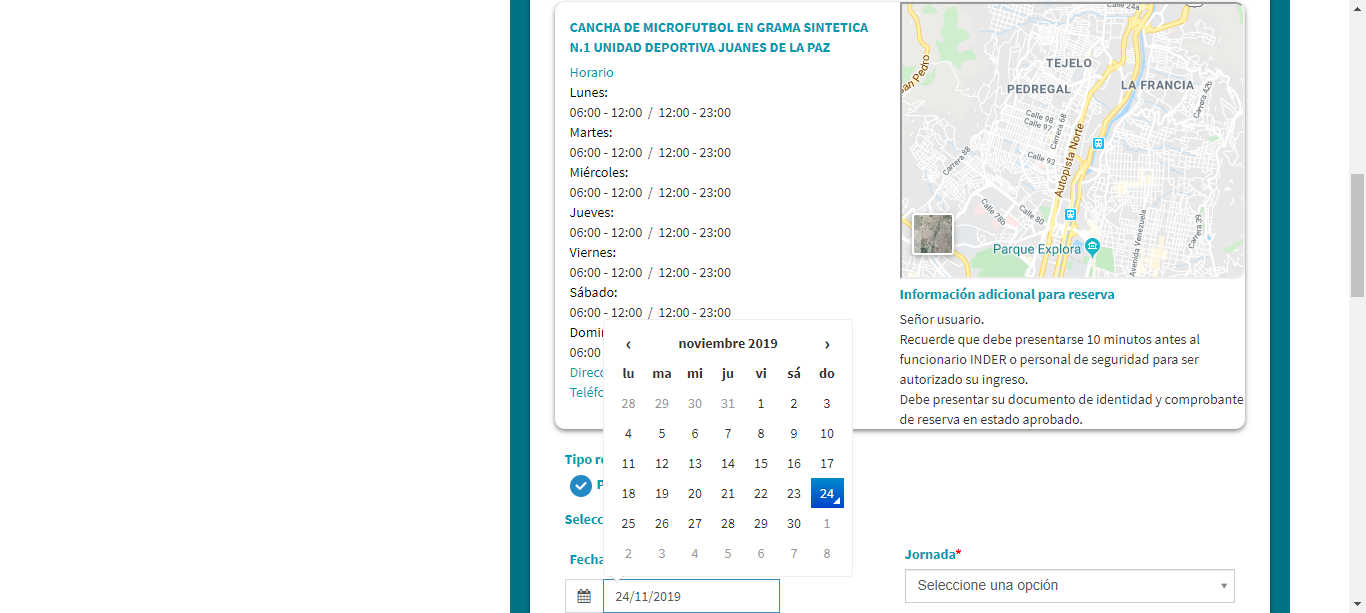 CANCHA DE MICROFUTBOL EN GRAMA SINTETICA
N.1 UNIDAD DEPORTIVA JUANES DE LA PAZ
Horario
Lunes:
06:00 - 12:00 / 12:00 - 23:00
Martes:
06:00 - 12:00 / 12:00 - 23:00
Miércoles:
06:00 - 12:00 / 12:00 - 23:00
Jueves:
06:00 - 12:00 / 12:00 - 23:00
Viernes:
06:00 - 12:00 / 12:00 - 23:00
Sábado:
06:00 - 12:00 / 12:00 - 23:00
Domin
06:00
Direcc
Teléfo
‹ noviembre 2019 ›
lu ma mi ju vi sá do
28 29 30 31 1 2 3
4 5 6 7 8 9 10
11 12 13 14 15 16 17
18 19 20 21 22 23 24
25 26 27 28 29 30 1
2 3 4 5 6 7 8
Calle 24a
San Pedro
TEJELO
PEDREGAL
LA FRANCIA
Carrera 42b
Calle 98
Calle 97
Carrera 68
Carrera 88
Calle 93
Autopista Norte
Calle 78b
Calle 80
Avenida Venezuela
Carrera 39
Parque Explora
Información adicional para reserva
Señor usuario.
Recuerde que debe presentarse 10 minutos antes al
funcionario INDER o personal de seguridad para ser
autorizado su ingreso.
Debe presentar su documento de identidad y comprobante
de reserva en estado aprobado.
Tipo re
P
Selecc
Fecha
24/11/2019
Jornada*
Seleccione una opción